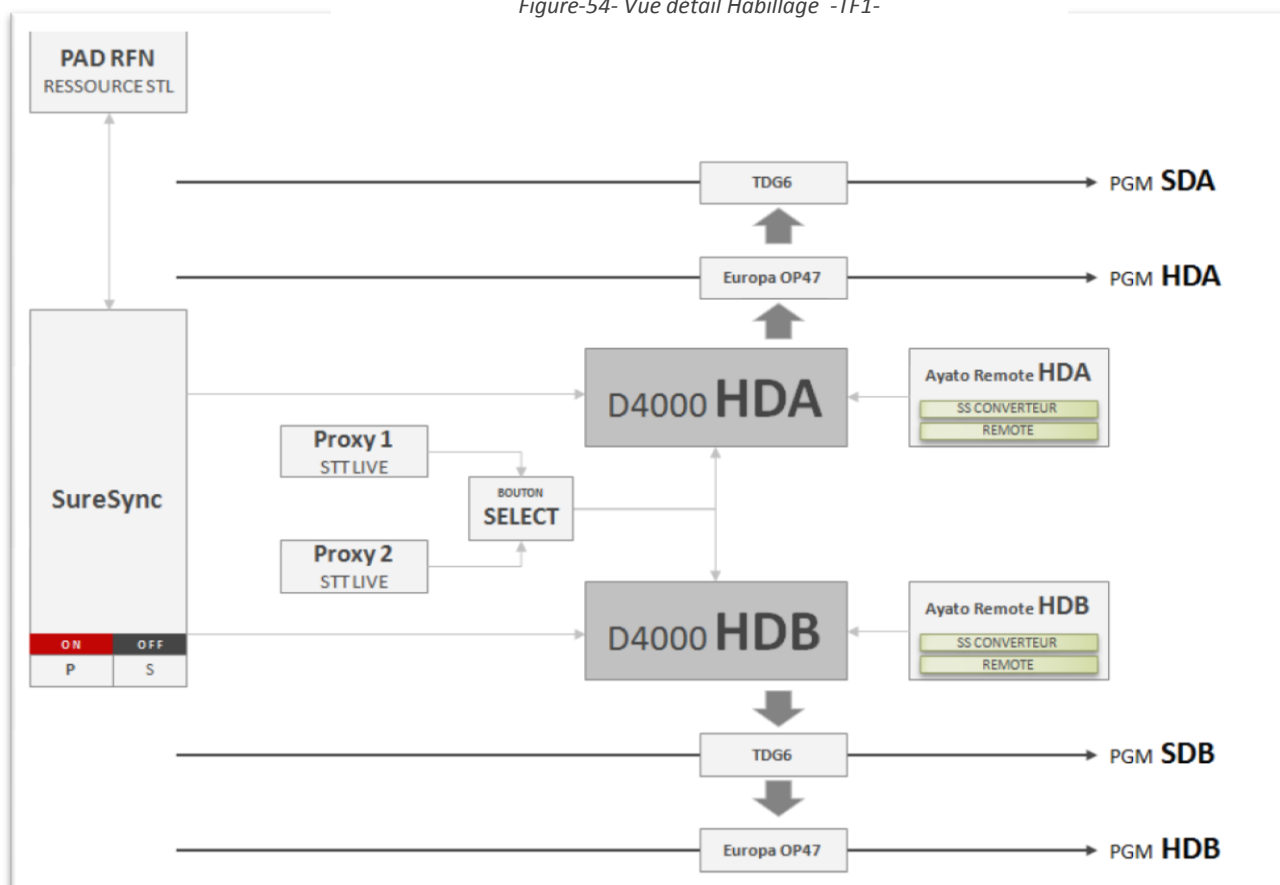 Figure-54- Vue détail Habillage -TF1-
PAD RFN
RESSOURCE STL
TDG6
PGM SDA
Europa OP47
PGM HDA
D4000 HDA
Ayato Remote HDA
SS CONVERTEUR
REMOTE
Proxy 1
STT LIVE
BOUTON
SELECT
SureSync
Proxy 2
STT LIVE
D4000 HDB
Ayato Remote HDB
SS CONVERTEUR
REMOTE
ON OFF
P S
TDG6
PGM SDB
Europa OP47
PGM HDB